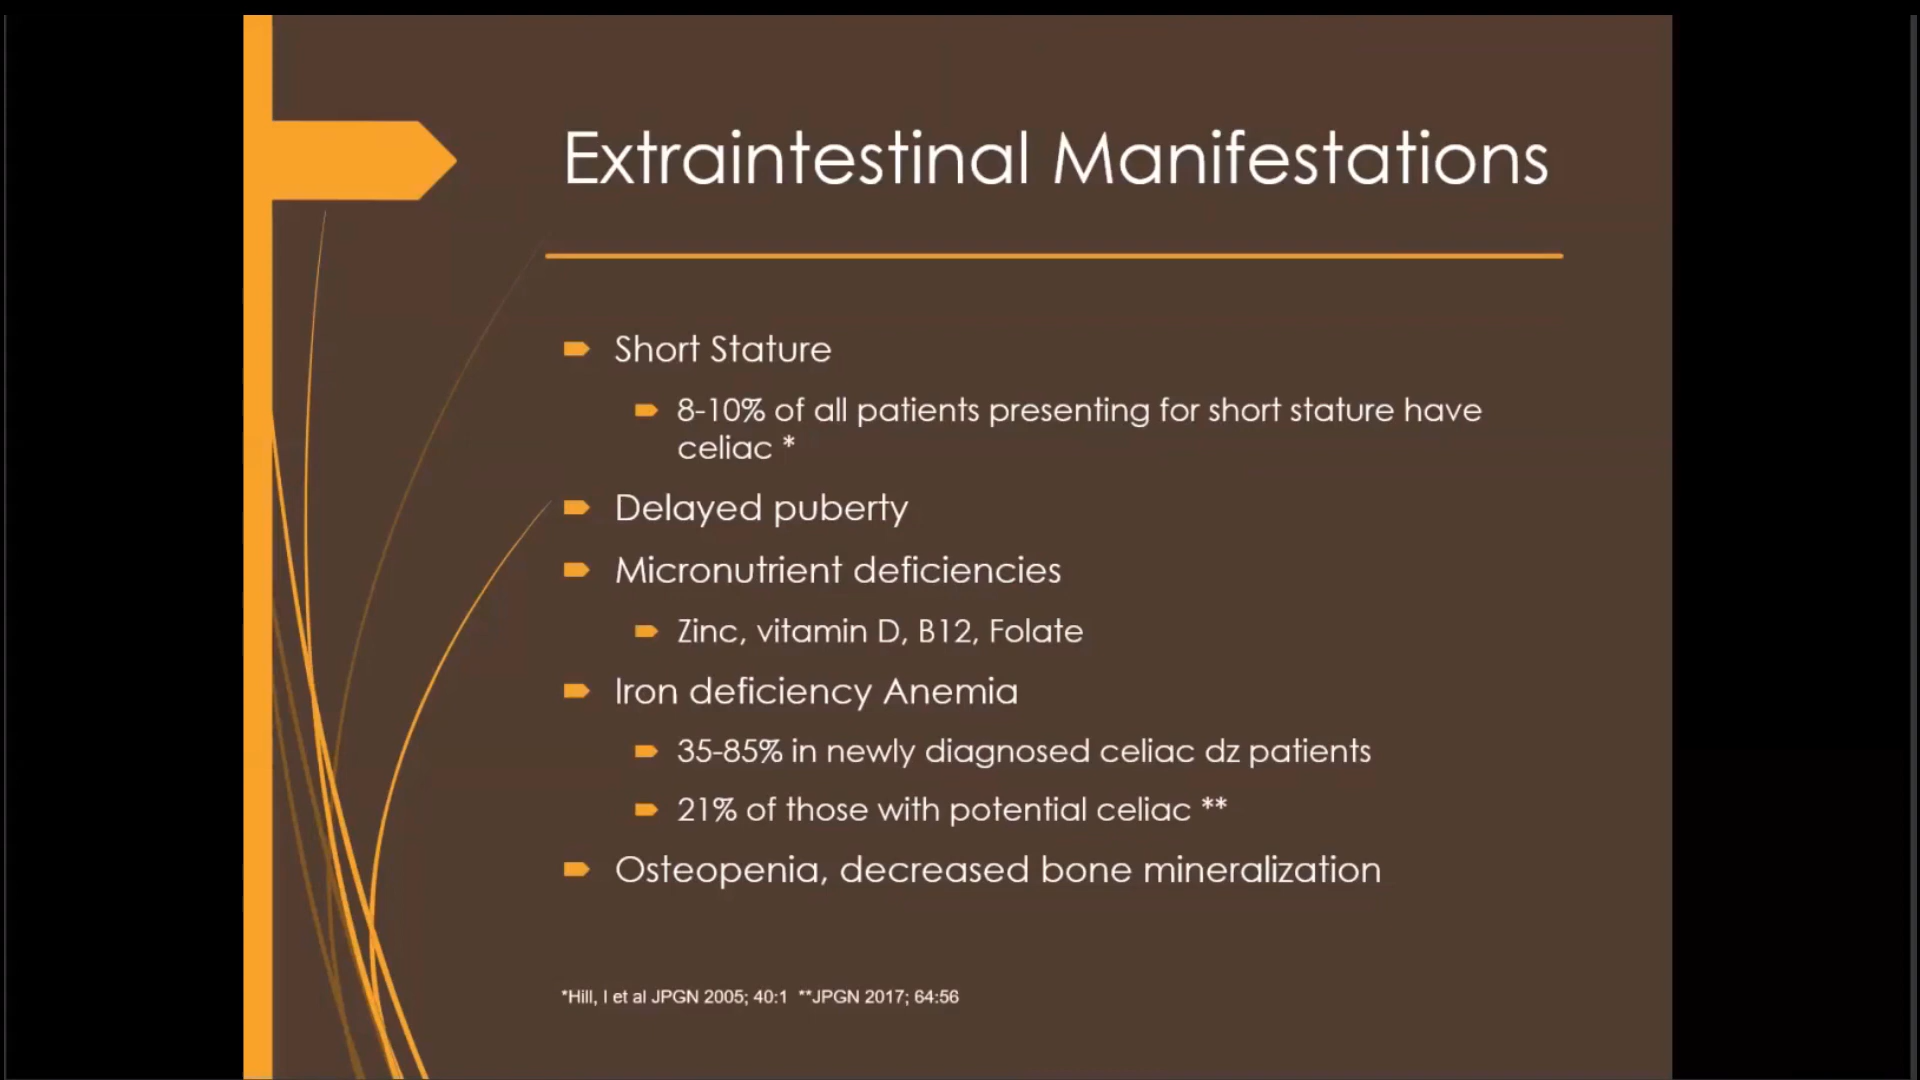 Extraintestinal Manifestations
Short Stature
8-10% of all patients presenting for short stature have
celiac *
Delayed puberty
Micronutrient deficiencies
Zinc, vitamin D, B12, Folate
Iron deficiency Anemia
35-85% in newly diagnosed celiac dz patients
21% of those with potential celiac **
Osteopenia, decreased bone mineralization
*Hill, I et al JPGN 2005; 40:1 **JPGN 2017; 64:56